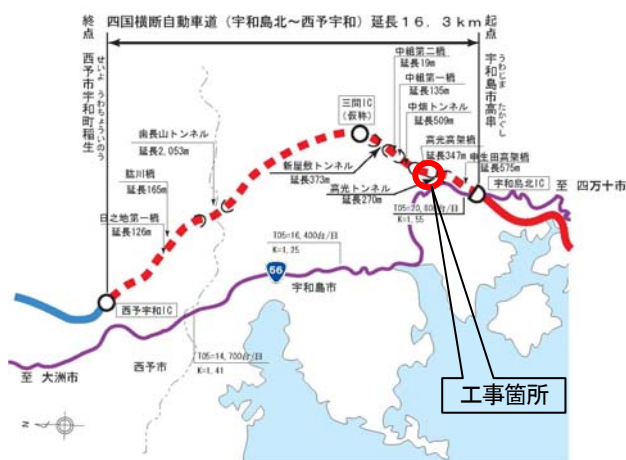 四国横断自動車道（宇和島北～西予宇和）延長16.3km
終点
西予市宇和町稲生
せいよ うわちょういのう
起点
宇和島市高串
うわじま たかぐし
中組第二橋
延長19m
中組第一橋
延長135m
中畑トンネル
延長509m
三間IC
(仮称)
高光高架橋
延長347m
歯長山トンネル
延長2,053m
新屋敷トンネル
延長373m
申生田高架橋
延長575m
高光トンネル
延長270m
宇和島北IC
至 四万十市
肱川橋
延長165m
日之地第一橋
延長126m
T05=20,800台/日
K=1.55
T05=16,400台/日
K=1.25
56
宇和島市
西予宇和IC
T05=14,700台/日
K=1.41
西予市
至 大洲市
工事箇所
N